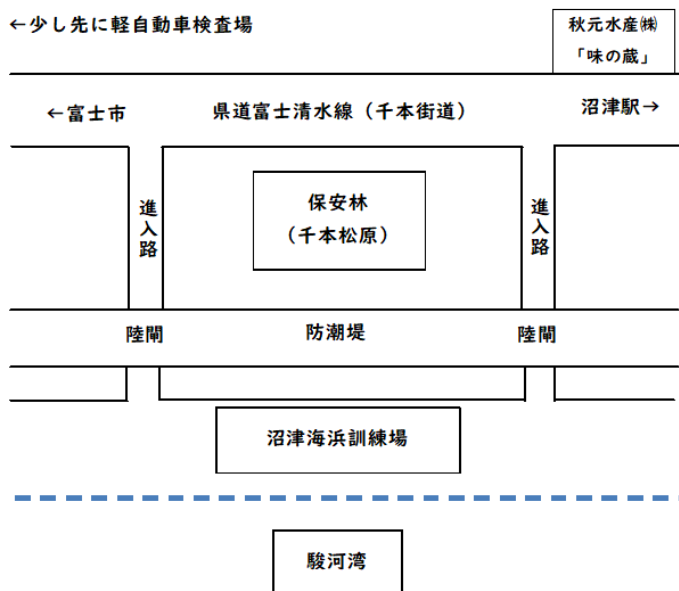 ←少し先に軽自動車検査場
秋元水産㈱
「味の蔵」
←富士市
県道富士清水線（千本街道）
沼津駅→
進入路
保安林
（千本松原）
進入路
陸閘
防潮堤
陸閘
沼津海浜訓練場
駿河湾